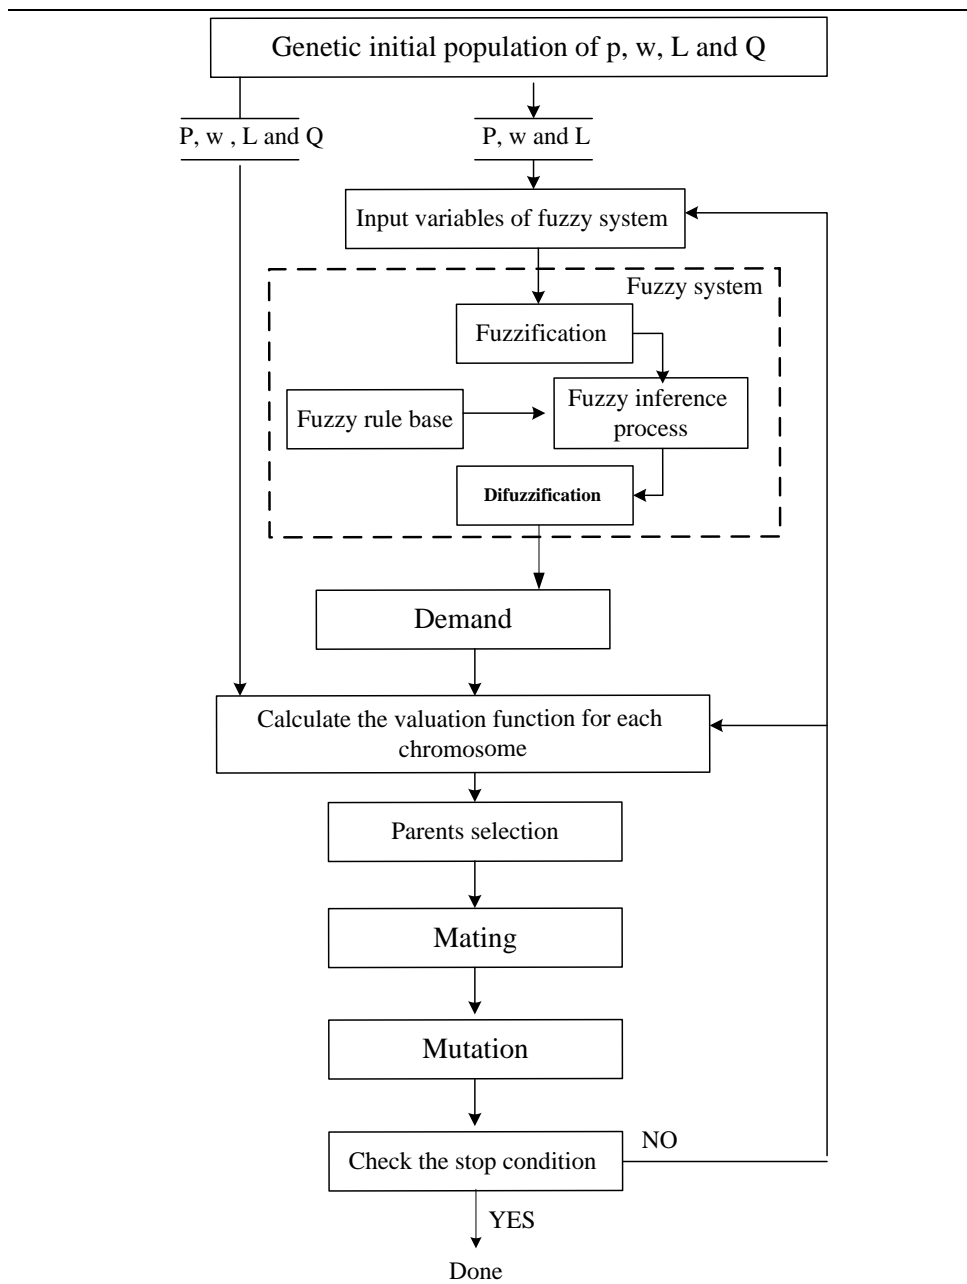 Genetic initial population of p, w, L and Q
P, w , L and Q
P, w and L
Input variables of fuzzy system
Fuzzy system
Fuzzification
Fuzzy rule base
Fuzzy inference
process
Difuzzification
Demand
Calculate the valuation function for each
chromosome
Parents selection
Mating
Mutation
Check the stop condition
NO
YES
Done